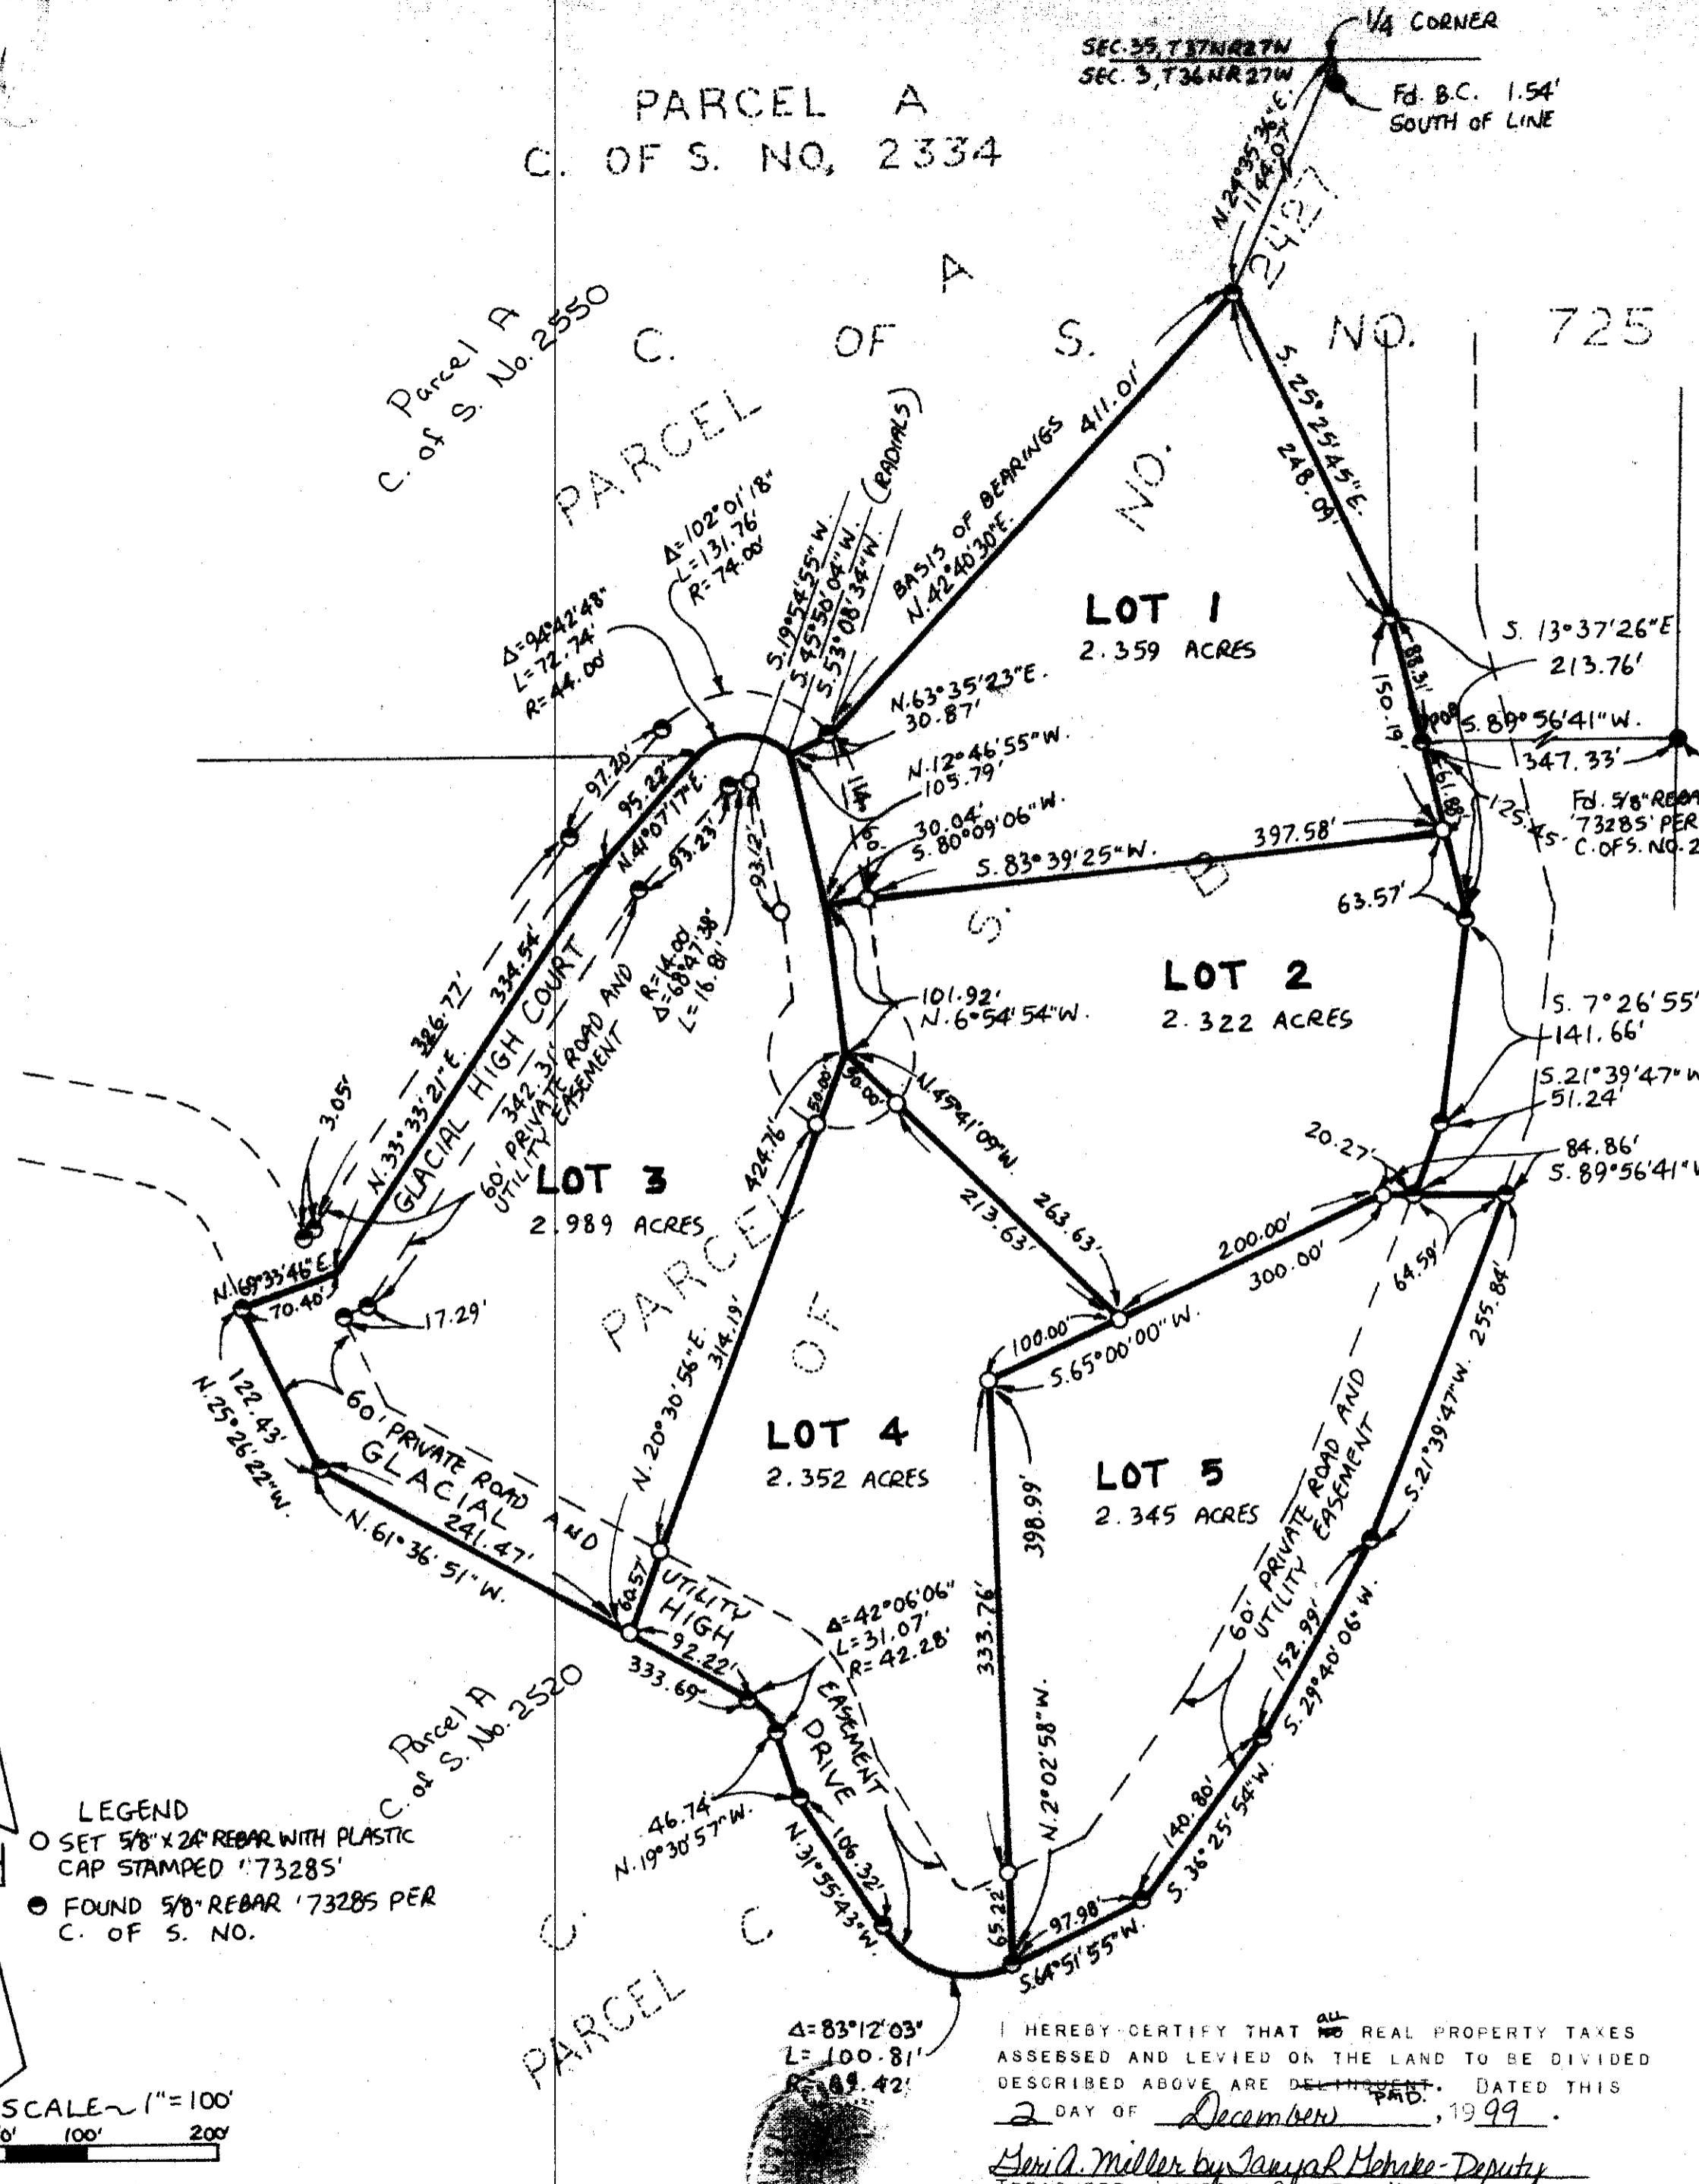 1/4 CORNER
SEC. 35, T37NR27W
SEC. 3, T36NR27W
Fd. B.C. 1.54'
SOUTH OF LINE
PARCEL A
C. OF S. NO. 2334
N.24°35'36"E.
1144.07'
2427
A
Parcel A
C. of S. No. 2550
C. OF S. NO. 725
PARCEL
BASIS OF BEARINGS 411.01'
N.42°40'30"E.
S. 25°25'45"E.
248.09'
NO.
(RADIALS)
S.19°54'55"W.
S.45°50'04"W.
S.53°08'34"W.
Δ=102°01'18"
L=131.76'
R=74.00'
Δ=94°42'48"
L=72.74'
R=44.00'
LOT 1
2.359 ACRES
S. 13°37'26"E
213.76'
88.31'
150.19'
POB
S.89°56'41"W.
347.33'
N.63°35'23"E.
30.87'
N.12°46'55"W.
105.79'
30.04'
S.80°09'06"W.
S.83°39'25"W. 397.58'
61.88'
125.45
Fd. 5/8" REBA
'7328S' PER
C. OF S. NO. 2
63.57'
97.20'
95.22'
N.41°07'17"E.
93.23'
93.12'
R=14.00'
Δ=68°47'38"
L=16.81'
S.
B
LOT 2
2.322 ACRES
101.92'
N.6°54'54"W.
S. 7°26'55"
141.66'
S.21°39'47"W
51.24'
84.86'
S.89°56'41"W
20.27'
326.77'
334.54'
N.33°33'21"E.
GLACIAL HIGH COURT
342.31'
60' PRIVATE ROAD AND
UTILITY EASEMENT
3.05'
50.00'
50.00'
N.45°41'09"W.
213.63'
263.63'
424.76'
LOT 3
2.989 ACRES
PARCEL
OF
200.00'
300.00'
64.59'
255.84'
S.21°39'47"W.
N.69°33'46"E.
70.40'
17.29'
100.00'
S.65°00'00"W.
122.43'
N.25°26'22"W.
N.20°30'56"E.
314.19'
60' PRIVATE ROAD AND
GLACIAL
241.47'
N.61°36'51"W.
LOT 4
2.352 ACRES
398.99'
LOT 5
2.345 ACRES
60' PRIVATE ROAD AND
UTILITY EASEMENT
60.57'
UTILITY
HIGH
92.22'
333.69'
Δ=42°06'06"
L=31.07'
R=42.28'
333.76'
152.99'
S.29°40'06"W.
Parcel A
C. of S. No. 2520
EASEMENT
DRIVE
N.2°02'58"W.
46.74'
N.19°30'57"W.
106.32'
N.31°55'43"W.
140.80'
S.36°25'54"W.
65.22'
97.98'
S.64°51'55"W.
LEGEND
SET 5/8" X 24" REBAR WITH PLASTIC
CAP STAMPED "7328S'
FOUND 5/8" REBAR '7328S PER
C. OF S. NO.
C.
C
PARCEL
Δ=83°12'03"
L=100.81'
SCALE~1"=100'
0' 100' 200'
I HEREBY CERTIFY THAT ALL REAL PROPERTY TAXES
ASSESSED AND LEVIED ON THE LAND TO BE DIVIDED
DESCRIBED ABOVE ARE DELINQUENT. PAID. DATED THIS
2 DAY OF December, 1999.
Geri A. Miller by Tanya R Gehrke-Deputy